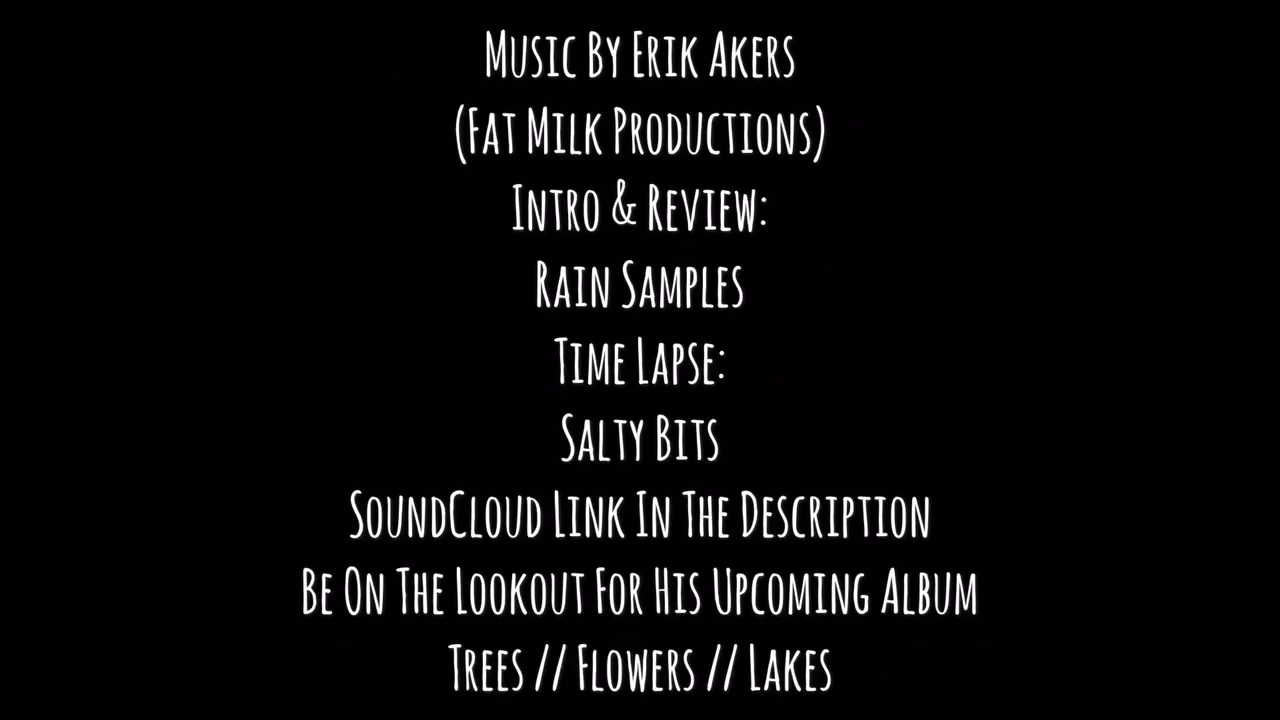 Music By Erik Akers
(Fat Milk Productions)
Intro & Review:
Rain Samples
Time Lapse:
Salty Bits
SoundCloud Link In The Description
Be On The Lookout For His Upcoming Album
Trees // Flowers // Lakes